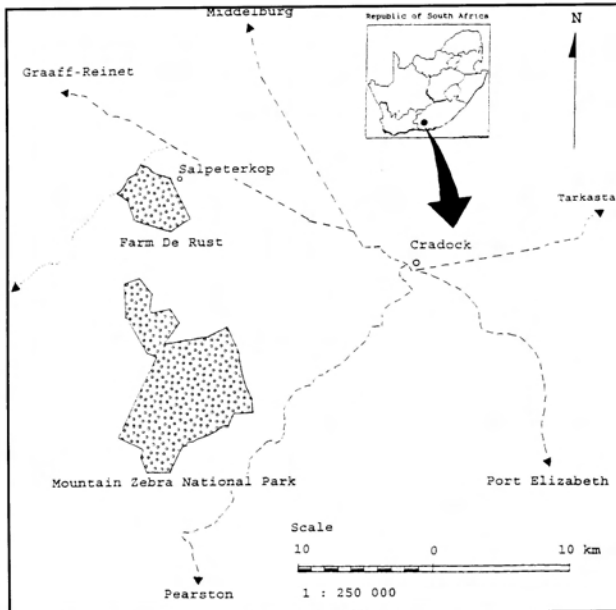 Middelburg
Republic of South Africa
N
Graaff-Reinet
Salpeterkop
Tarkasta
Farm De Rust
Cradock
Mountain Zebra National Park
Port Elizabeth
Scale
10 0 10 km
1 : 250 000
Pearston